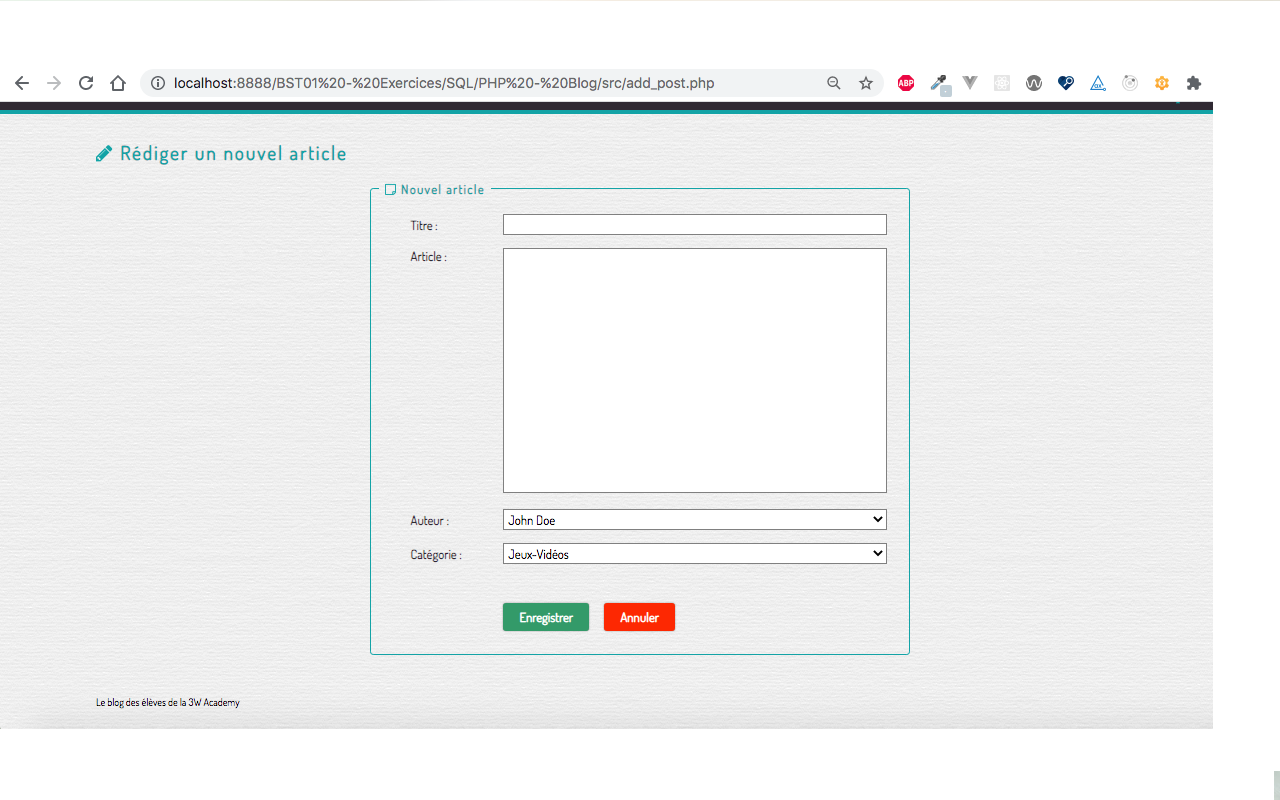 localhost:8888/BST01%20-%20Exercices/SQL/PHP%20-%20Blog/src/add_post.php
ABP
Rédiger un nouvel article
Nouvel article
Titre :
Article :
Auteur :
John Doe
Catégorie :
Jeux-Vidéos
Enregistrer Annuler
Le blog des élèves de la 3W Academy